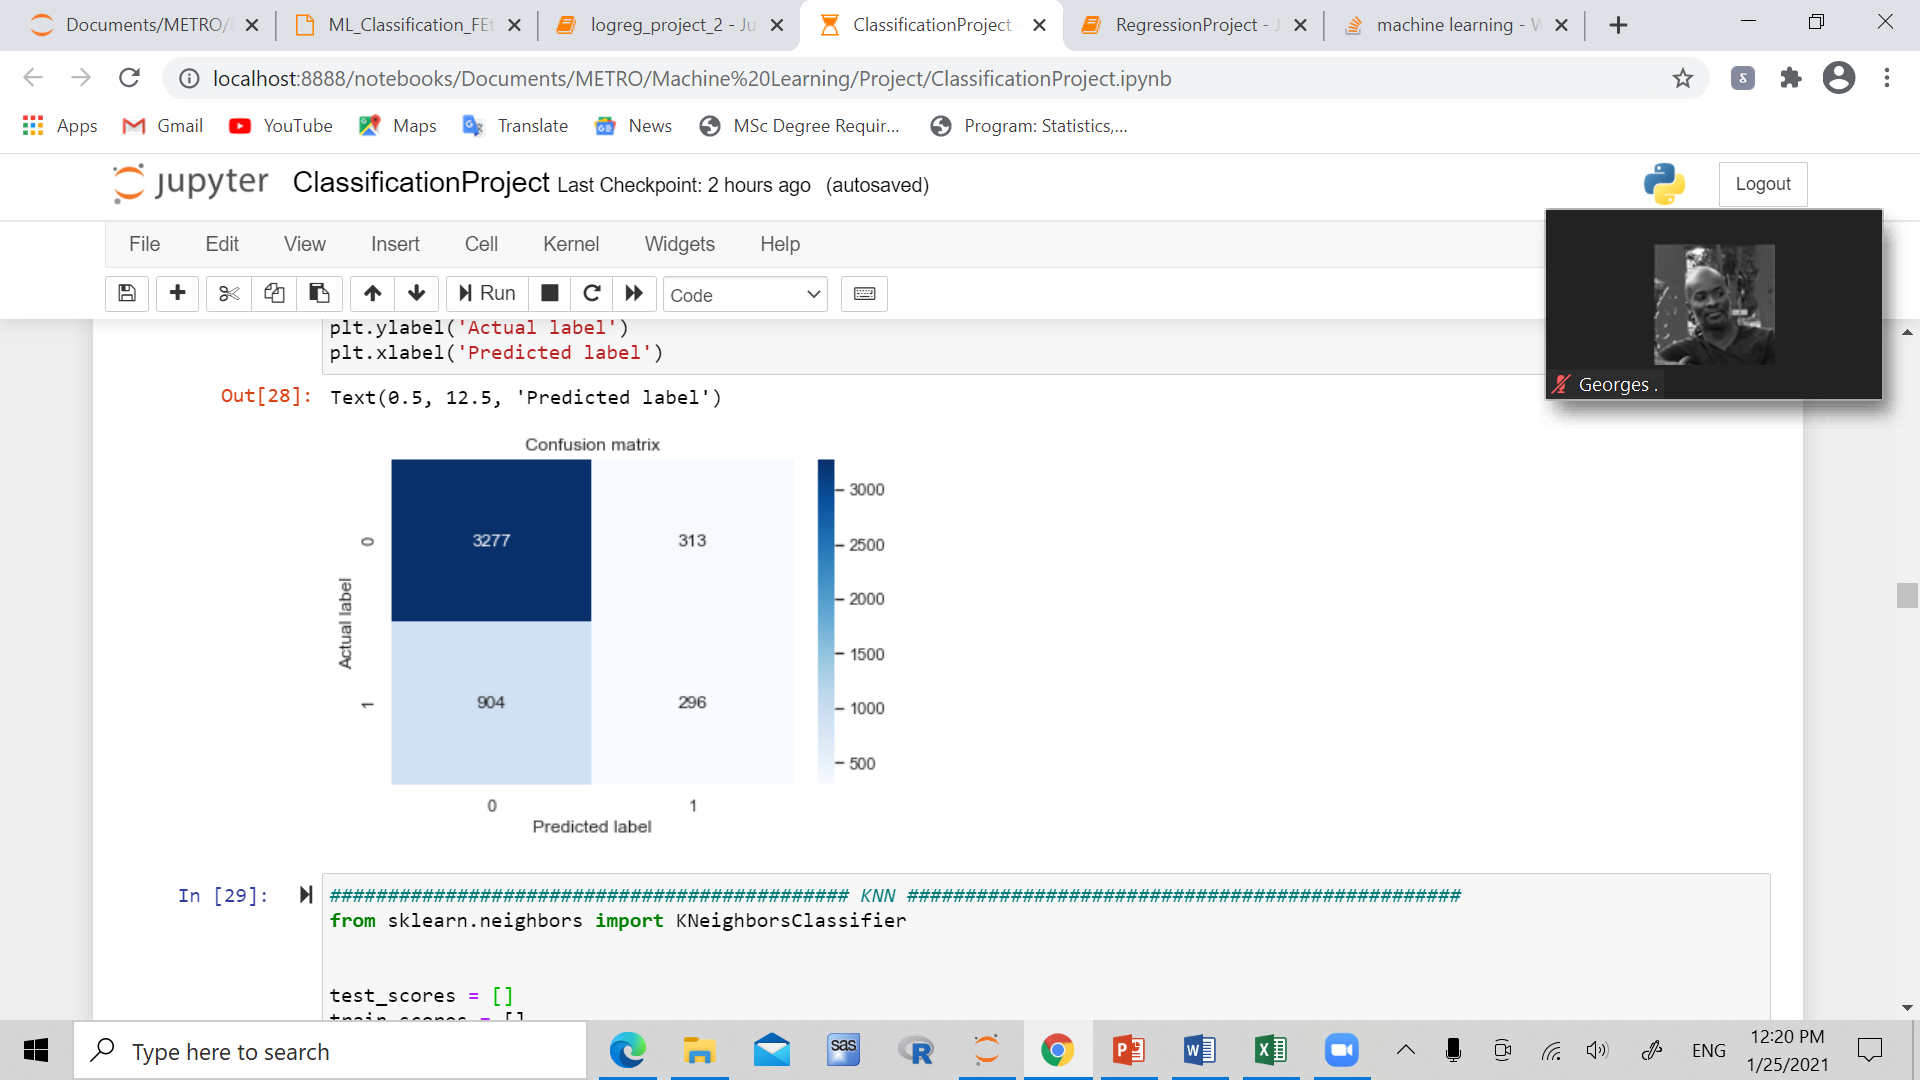 Documents/METRO/
ML_Classification_FEt
logreg_project_2 - Ju
ClassificationProject
RegressionProject - J
machine learning - W
localhost:8888/notebooks/Documents/METRO/Machine%20Learning/Project/ClassificationProject.ipynb
Apps
Gmail
YouTube
Maps
Translate
News
MSc Degree Requir...
Program: Statistics,...
jupyter
ClassificationProject Last Checkpoint: 2 hours ago (autosaved)
Logout
File
Edit
View
Insert
Cell
Kernel
Widgets
Help
Run
Code
Georges .
plt.ylabel('Actual label')
plt.xlabel('Predicted label')
Out[28]: Text(0.5, 12.5, 'Predicted label')
Confusion matrix
3277
313
904
296
0
1
Actual label
0
1
Predicted label
3000
2500
2000
1500
1000
500
In [29]:
############################################# KNN ################################################
from sklearn.neighbors import KNeighborsClassifier
test_scores = []
train_scores = []
Type here to search
sas
R
ENG
12:20 PM
1/25/2021